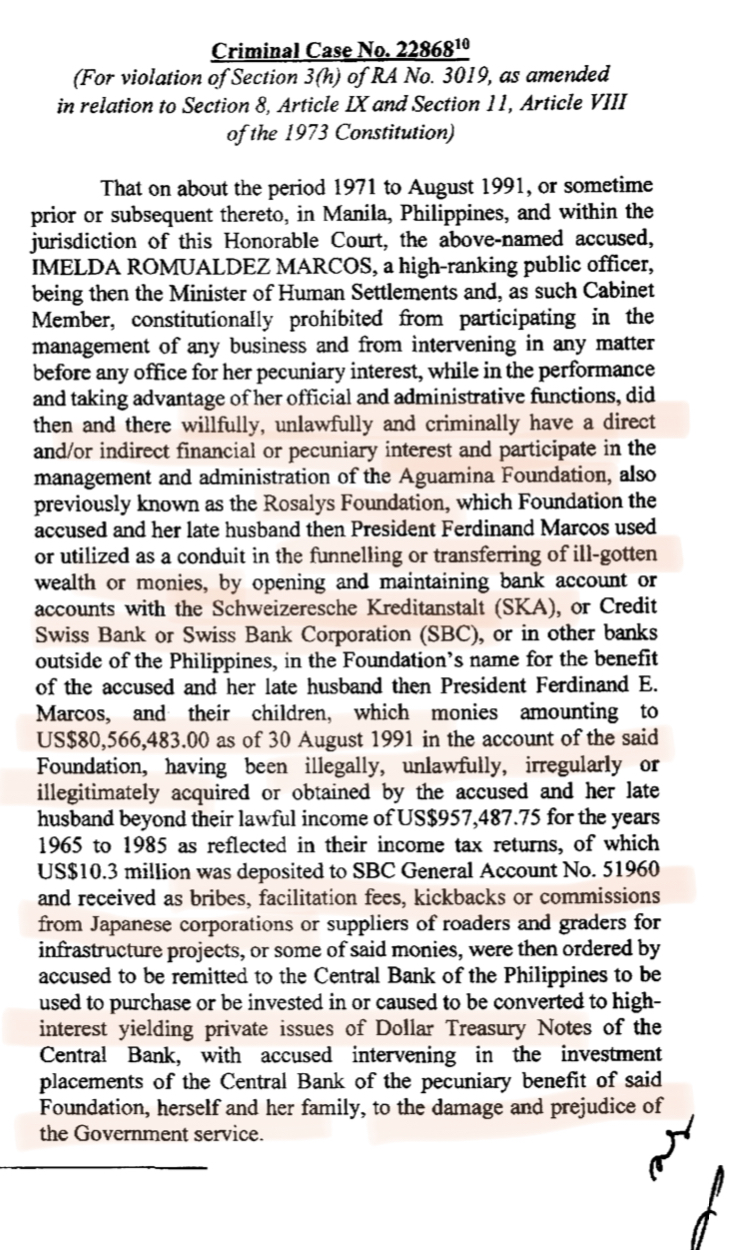 Criminal Case No. 22868¹⁰
(For violation of Section 3(h) of RA No. 3019, as amended
in relation to Section 8, Article IX and Section 11, Article VIII
of the 1973 Constitution)
That on about the period 1971 to August 1991, or sometime
prior or subsequent thereto, in Manila, Philippines, and within the
jurisdiction of this Honorable Court, the above-named accused,
IMELDA ROMUALDEZ MARCOS, a high-ranking public officer,
being then the Minister of Human Settlements and, as such Cabinet
Member, constitutionally prohibited from participating in the
management of any business and from intervening in any matter
before any office for her pecuniary interest, while in the performance
and taking advantage of her official and administrative functions, did
then and there willfully, unlawfully and criminally have a direct
and/or indirect financial or pecuniary interest and participate in the
management and administration of the Aguamina Foundation, also
previously known as the Rosalys Foundation, which Foundation the
accused and her late husband then President Ferdinand Marcos used
or utilized as a conduit in the funnelling or transferring of ill-gotten
wealth or monies, by opening and maintaining bank account or
accounts with the Schweizeresche Kreditanstalt (SKA), or Credit
Swiss Bank or Swiss Bank Corporation (SBC), or in other banks
outside of the Philippines, in the Foundation's name for the benefit
of the accused and her late husband then President Ferdinand E.
Marcos, and their children, which monies amounting to
US$80,566,483.00 as of 30 August 1991 in the account of the said
Foundation, having been illegally, unlawfully, irregularly or
illegitimately acquired or obtained by the accused and her late
husband beyond their lawful income of US$957,487.75 for the years
1965 to 1985 as reflected in their income tax returns, of which
US$10.3 million was deposited to SBC General Account No. 51960
and received as bribes, facilitation fees, kickbacks or commissions
from Japanese corporations or suppliers of roaders and graders for
infrastructure projects, or some of said monies, were then ordered by
accused to be remitted to the Central Bank of the Philippines to be
used to purchase or be invested in or caused to be converted to high-
interest yielding private issues of Dollar Treasury Notes of the
Central Bank, with accused intervening in the investment
placements of the Central Bank of the pecuniary benefit of said
Foundation, herself and her family, to the damage and prejudice of
the Government service.